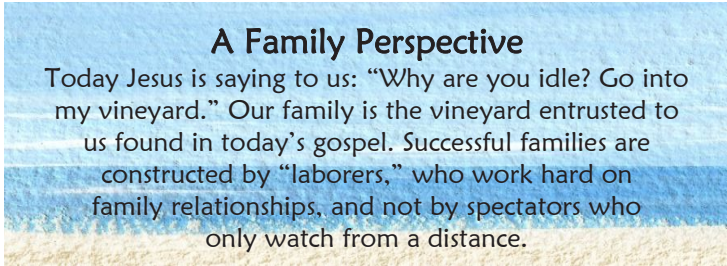 A Family Perspective
Today Jesus is saying to us: “Why are you idle? Go into
my vineyard.” Our family is the vineyard entrusted to
us found in today’s gospel. Successful families are
constructed by “laborers,” who work hard on
family relationships, and not by spectators who
only watch from a distance.